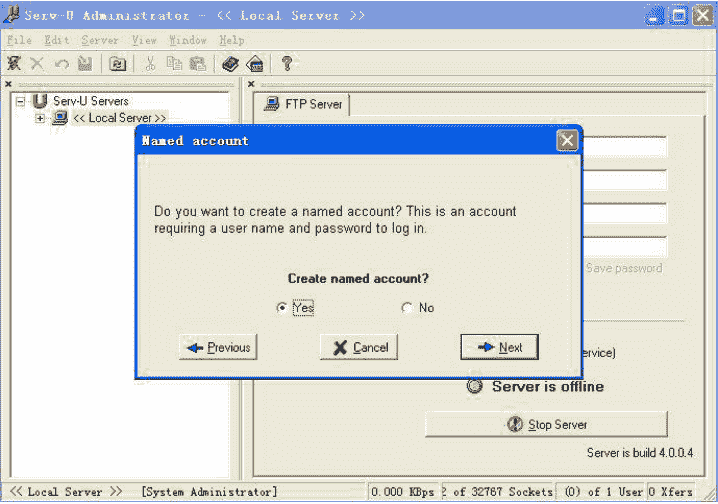 Serv-U Administrator - << Local Server >>
File Edit Server View Window Help
Serv-U Servers
<< Local Server >>
FTP Server
Named account
Do you want to create a named account? This is an account
requiring a user name and password to log in.
Create named account?
Yes No
Previous Cancel Next
Save password
ervice)
Server is offline
Stop Server
Server is build 4.0.0.4
<< Local Server >> [System Administrator] 0.000 KBps 2 of 32767 Sockets (0) of 1 User 0 Xfers